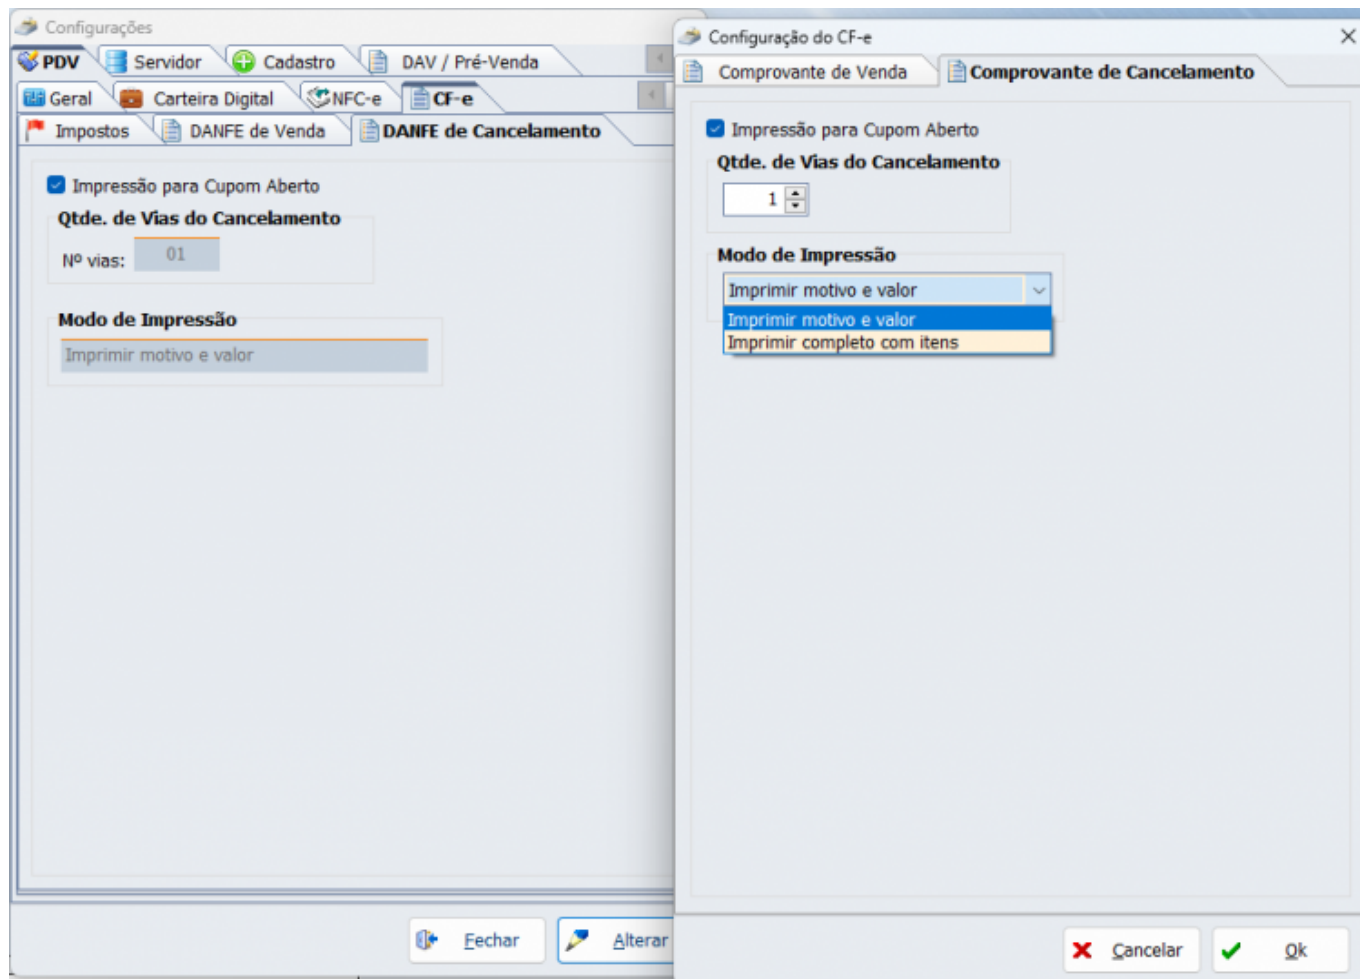 Configurações
PDV Servidor Cadastro DAV / Pré-Venda
Geral Carteira Digital NFC-e CF-e
Impostos DANFE de Venda DANFE de Cancelamento
Impressão para Cupom Aberto
Qtde. de Vias do Cancelamento
Nº vias: 01
Modo de Impressão
Imprimir motivo e valor
Fechar Alterar
Configuração do CF-e
Comprovante de Venda Comprovante de Cancelamento
Impressão para Cupom Aberto
Qtde. de Vias do Cancelamento
1
Modo de Impressão
Imprimir motivo e valor
Imprimir motivo e valor
Imprimir completo com itens
Cancelar Ok